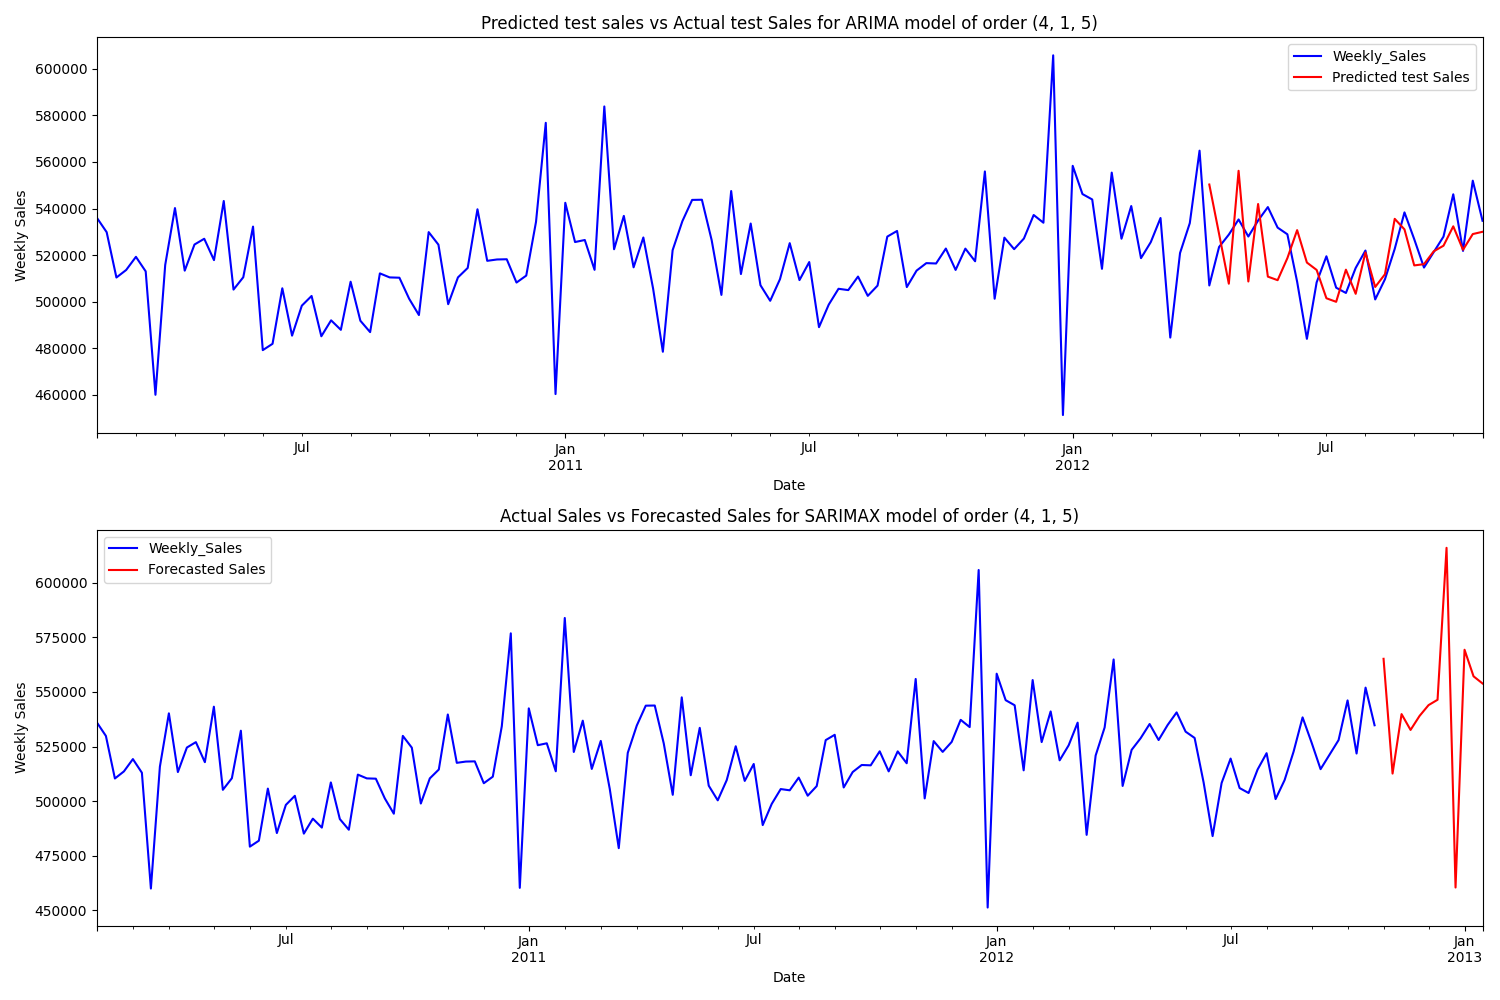 Predicted test sales vs Actual test Sales for ARIMA model of order (4, 1, 5)
Weekly_Sales
Predicted test Sales
600000
580000
560000
540000
520000
500000
480000
460000
Weekly Sales
Jul
Jan
2011
Jul
Jan
2012
Jul
Date
Actual Sales vs Forecasted Sales for SARIMAX model of order (4, 1, 5)
Weekly_Sales
Forecasted Sales
600000
575000
550000
525000
500000
475000
450000
Weekly Sales
Jul
Jan
2011
Jul
Jan
2012
Jul
Jan
2013
Date